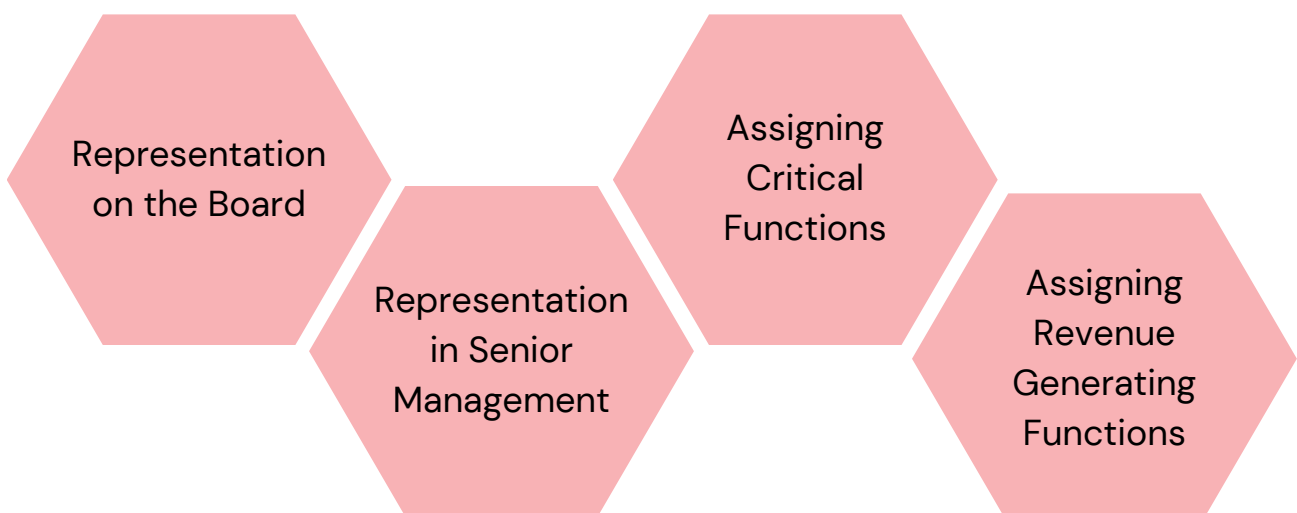 Representation
on the Board
Representation
in Senior
Management
Assigning
Critical
Functions
Assigning
Revenue
Generating
Functions